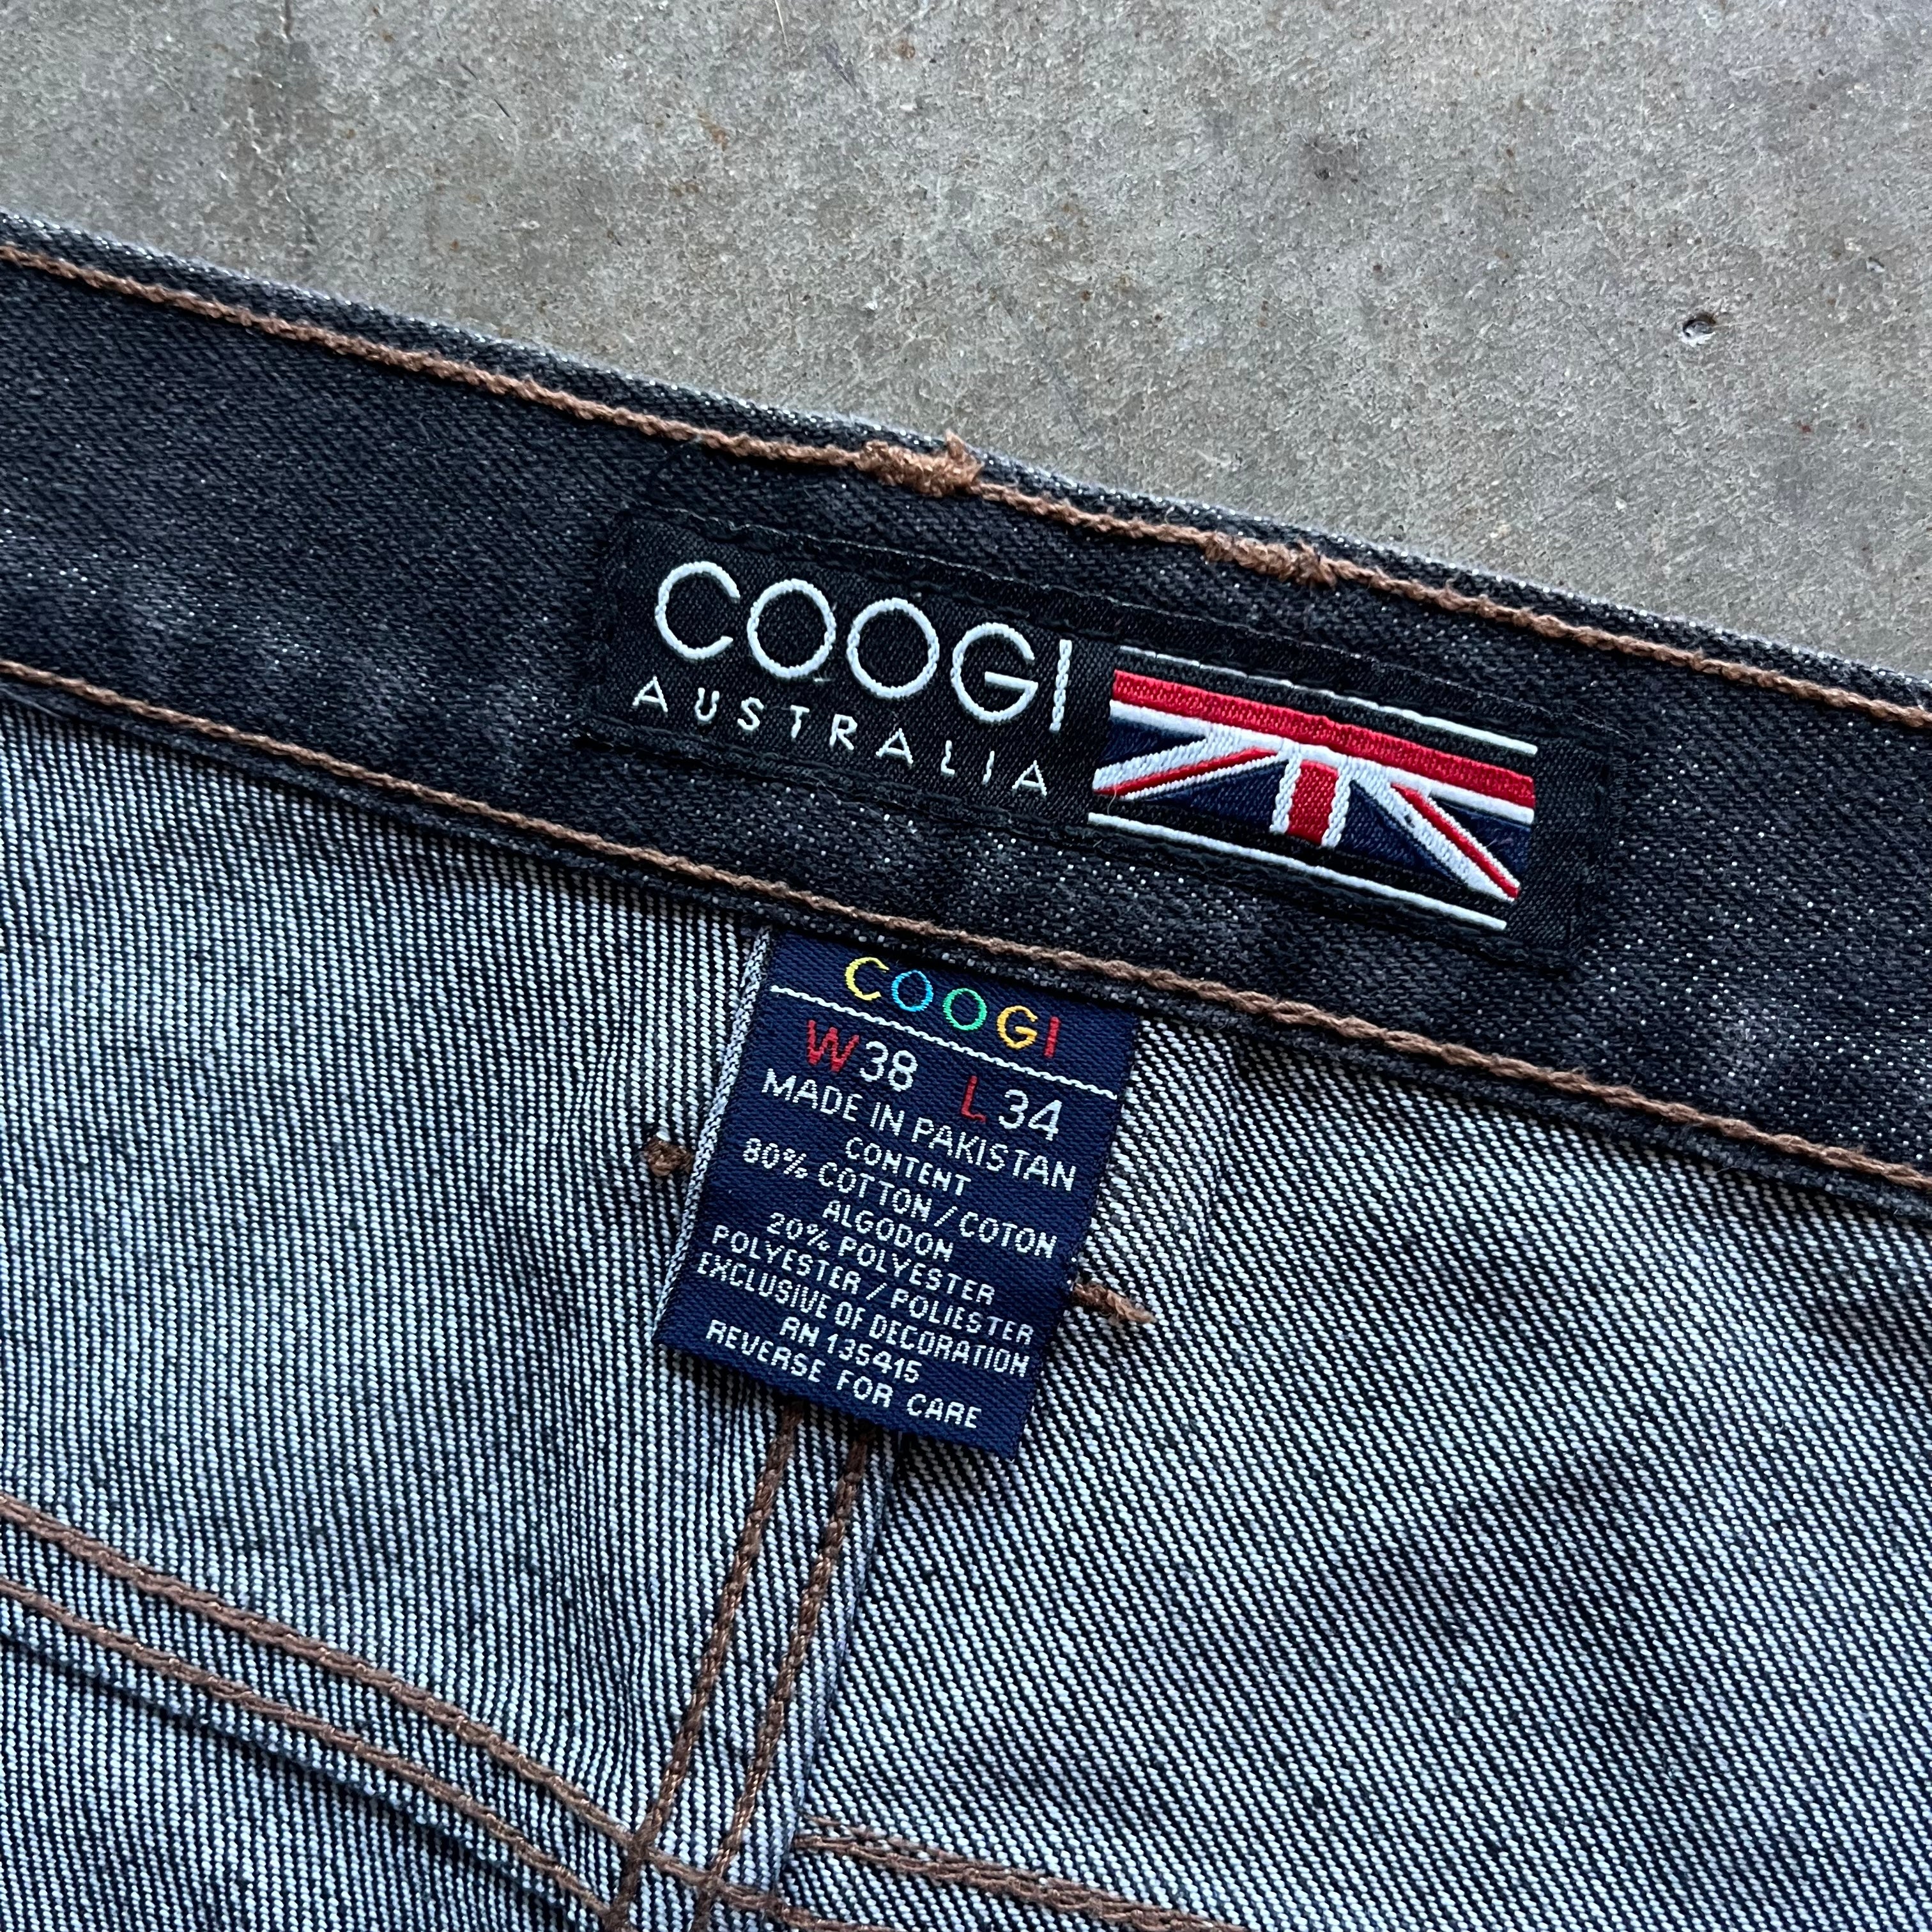 COOGI
AUSTRALIA
COOGI
W38 L34
MADE IN PAKISTAN
CONTENT
80% COTTON / COTON
ALGODON
20% POLYESTER
POLYESTER / POLIESTER
EXCLUSIVE OF DECORATION
RN 135415
REVERSE FOR CARE